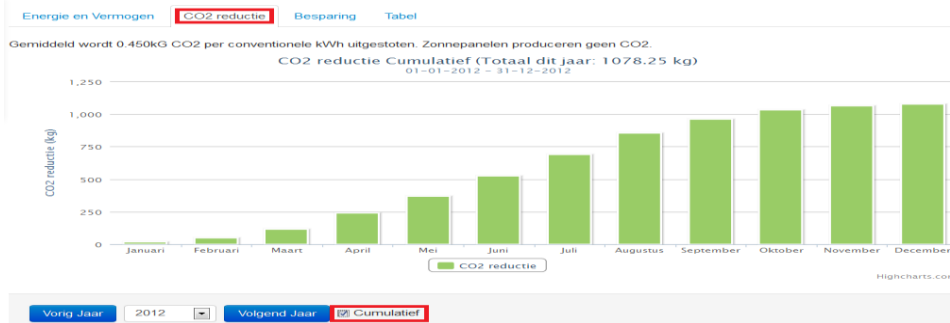 Energie en Vermogen CO2 reductie Besparing Tabel
Gemiddeld wordt 0.450kG CO2 per conventionele kWh uitgestoten. Zonnepanelen produceren geen CO2.
CO2 reductie Cumulatief (Totaal dit jaar: 1078.25 kg)
01-01-2012 - 31-12-2012
CO2 reductie (kg)
1,250
1,000
750
500
250
0
Januari Februari Maart April Mei Juni Juli Augustus September Oktober November December
CO2 reductie
Highcharts.com
Vorig Jaar 2012 Volgend Jaar Cumulatief